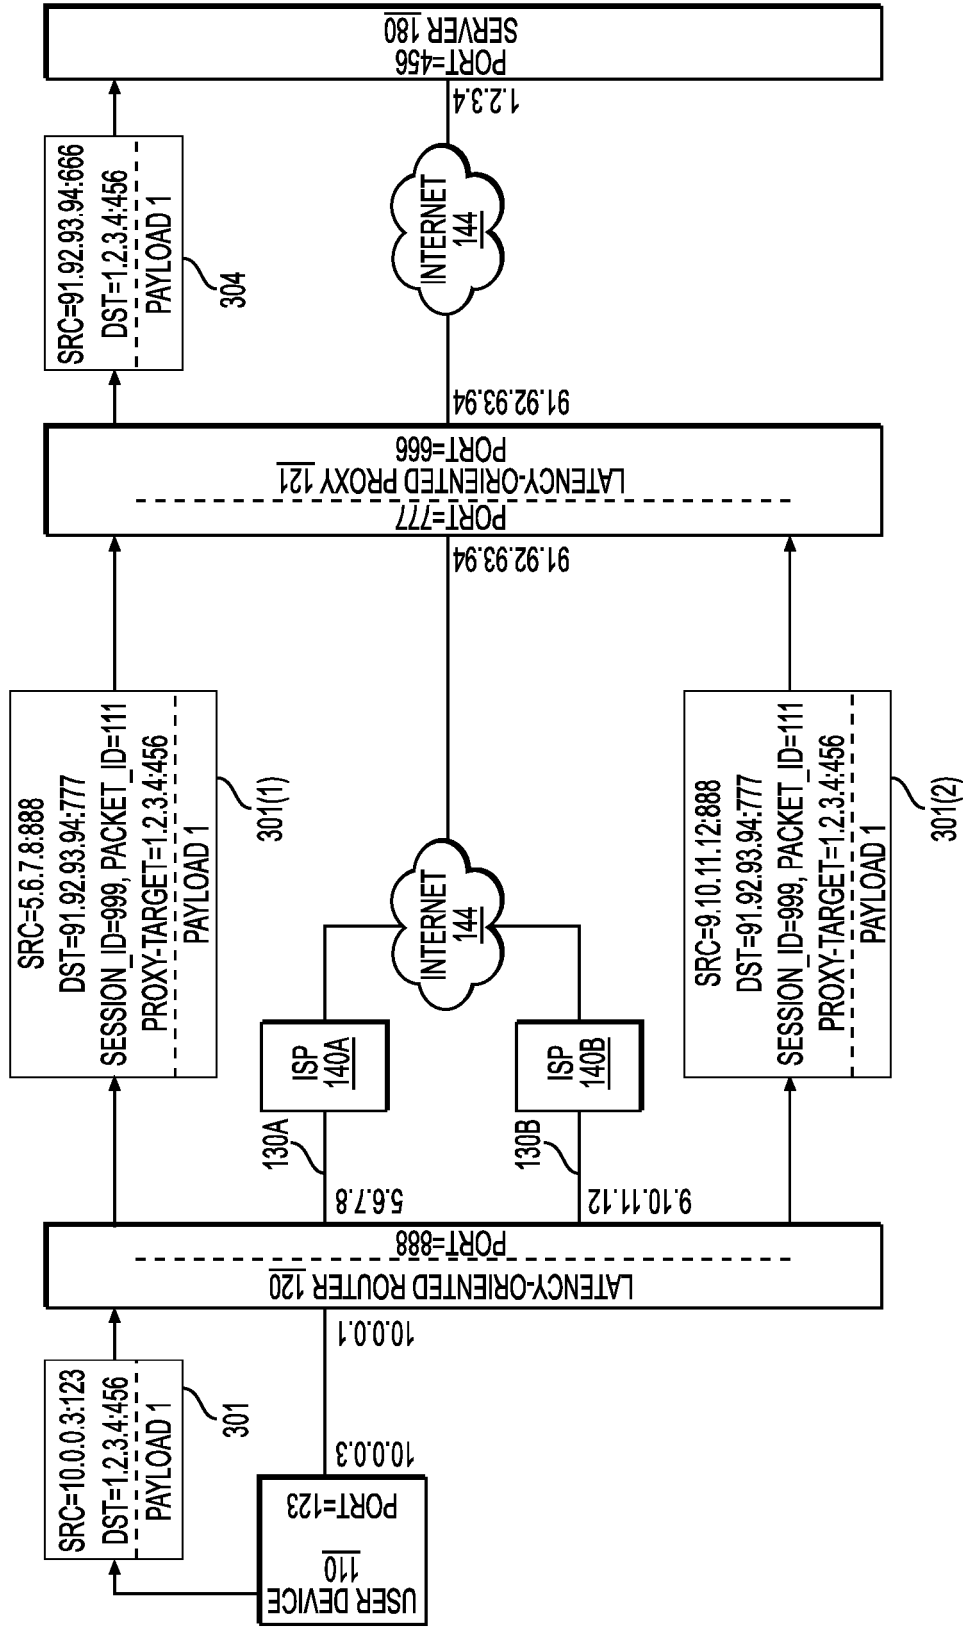 SRC=10.0.0.3:123
DST=1.2.3.4:456
PAYLOAD 1
301
USER DEVICE
110
PORT=123
10.0.0.3
10.0.0.1
LATENCY-ORIENTED ROUTER 120
PORT=888
SRC=5.6.7.8:888
DST=91.92.93.94:777
SESSION_ID=999, PACKET_ID=111
PROXY-TARGET=1.2.3.4:456
PAYLOAD 1
301(1)
130A
5.6.7.8
ISP
140A
130B
9.10.11.12
ISP
140B
INTERNET
144
SRC=9.10.11.12:888
DST=91.92.93.94:777
SESSION_ID=999, PACKET_ID=111
PROXY-TARGET=1.2.3.4:456
PAYLOAD 1
301(2)
91.92.93.94
PORT=777
LATENCY-ORIENTED PROXY 121
PORT=666
91.92.93.94
SRC=91.92.93.94:666
DST=1.2.3.4:456
PAYLOAD 1
304
INTERNET
144
1.2.3.4
PORT=456
SERVER 180